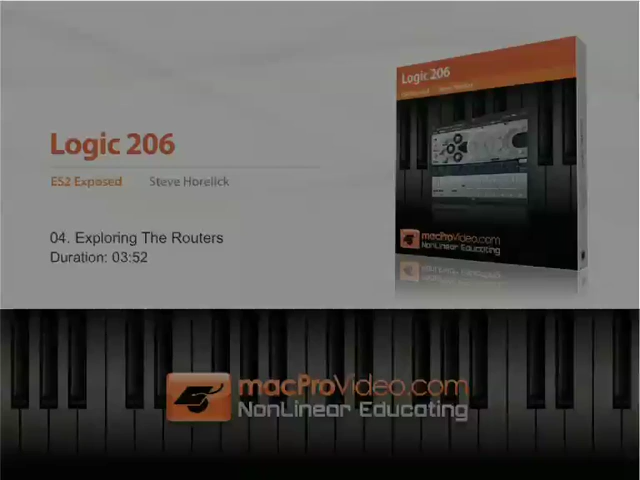 Logic 206
ES2 Exposed Steve Horelick
04. Exploring The Routers
Duration: 03:52
Logic 206
macProVideo.com
NonLinear Educating
macProVideo.com
NonLinear Educating